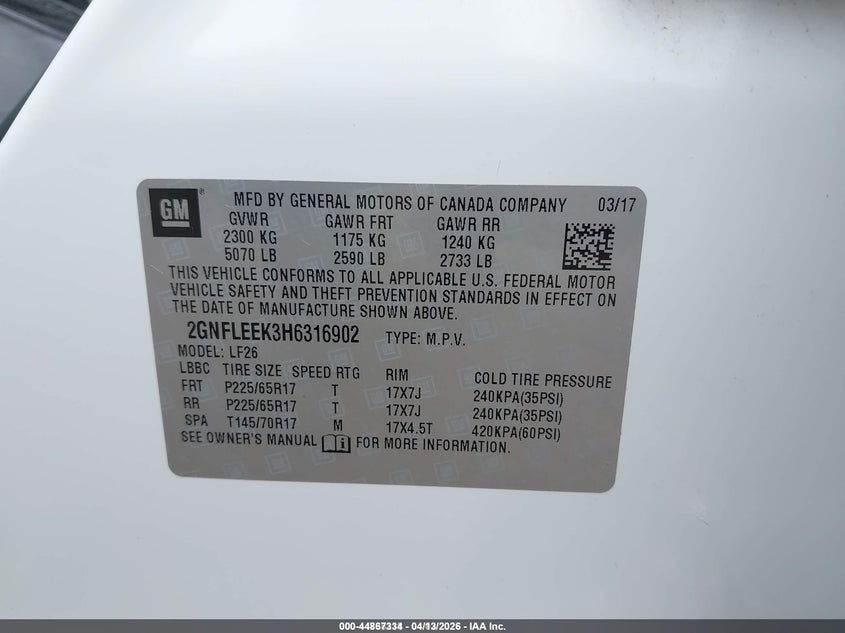 GM ®
MFD BY GENERAL MOTORS OF CANADA COMPANY 03/17
GVWR GAWR FRT GAWR RR
2300 KG 1175 KG 1240 KG
5070 LB 2590 LB 2733 LB
THIS VEHICLE CONFORMS TO ALL APPLICABLE U.S. FEDERAL MOTOR
VEHICLE SAFETY AND THEFT PREVENTION STANDARDS IN EFFECT ON
THE DATE OF MANUFACTURE SHOWN ABOVE.
2GNFLEEK3H6316902 TYPE: M.P.V.
MODEL: LF26
LBBC TIRE SIZE SPEED RTG RIM COLD TIRE PRESSURE
FRT P225/65R17 T 17X7J 240KPA(35PSI)
RR P225/65R17 T 17X7J 240KPA(35PSI)
SPA T145/70R17 M 17X4.5T 420KPA(60PSI)
SEE OWNER'S MANUAL FOR MORE INFORMATION.
000-44867334 - 04/13/2026 - IAA Inc.